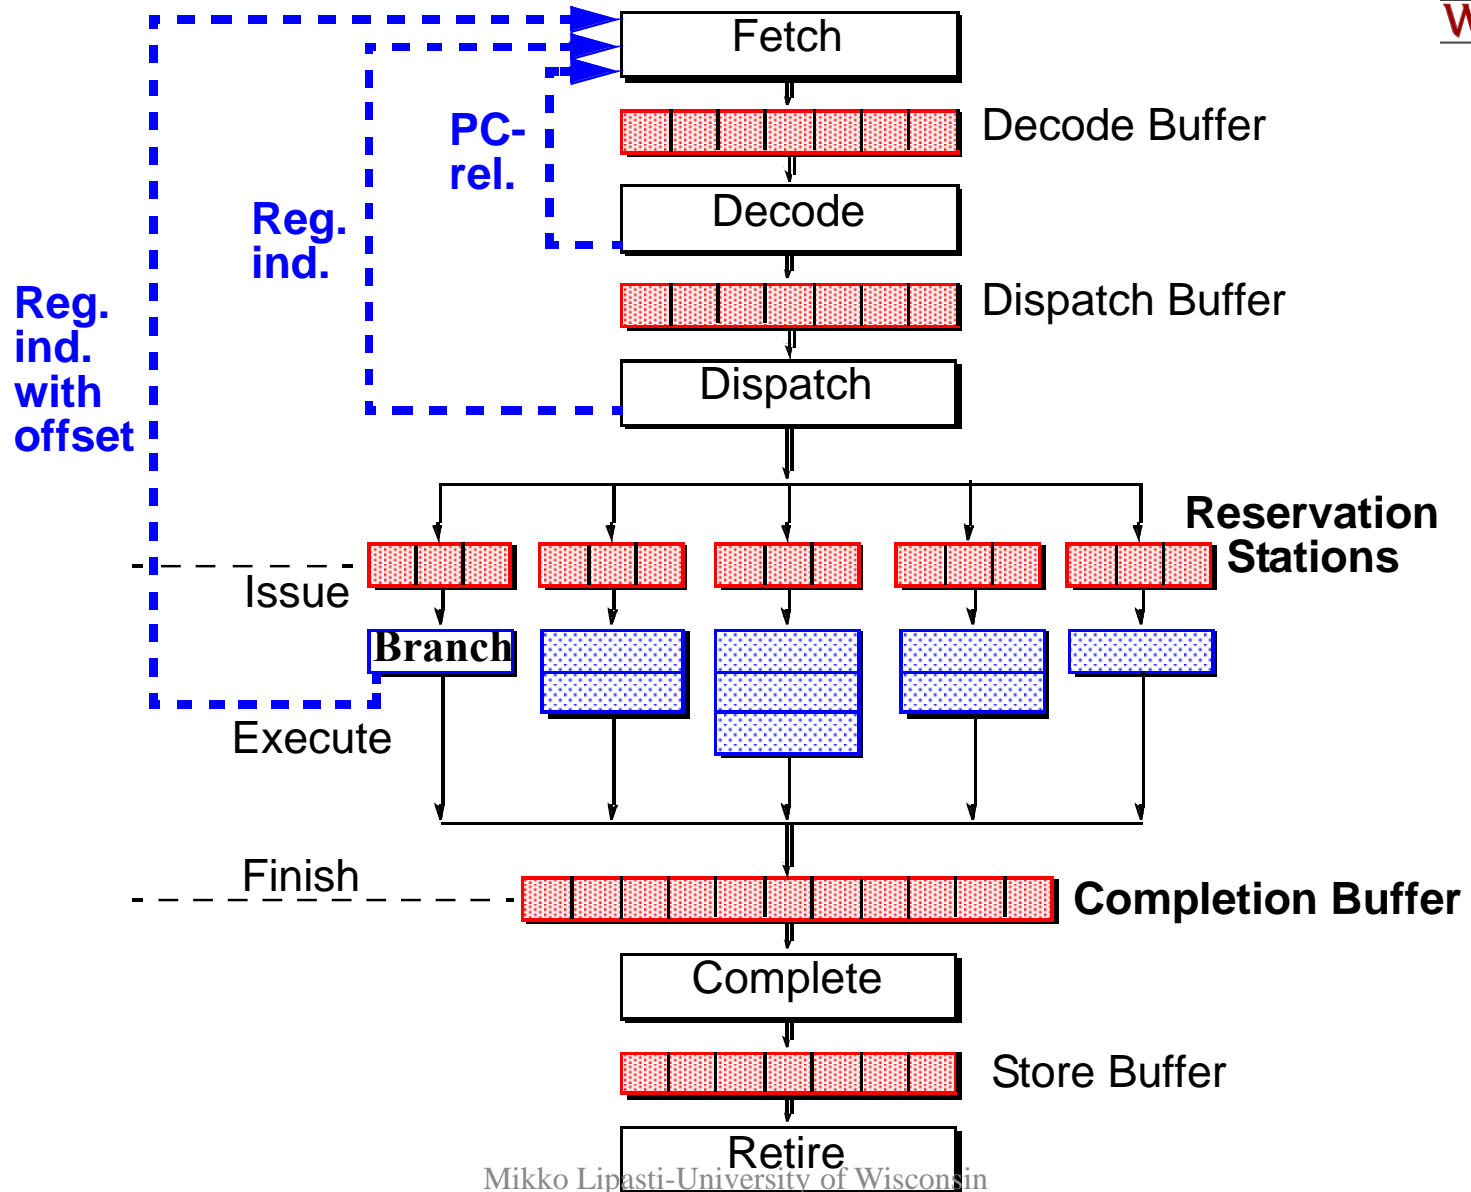 Fetch
W
PC-
rel.
Decode Buffer
Decode
Reg.
ind.
Reg.
ind.
with
offset
Dispatch Buffer
Dispatch
Reservation
Stations
Issue
Branch
Execute
Finish
Completion Buffer
Complete
Store Buffer
Retire
Mikko Lipasti-University of Wisconsin